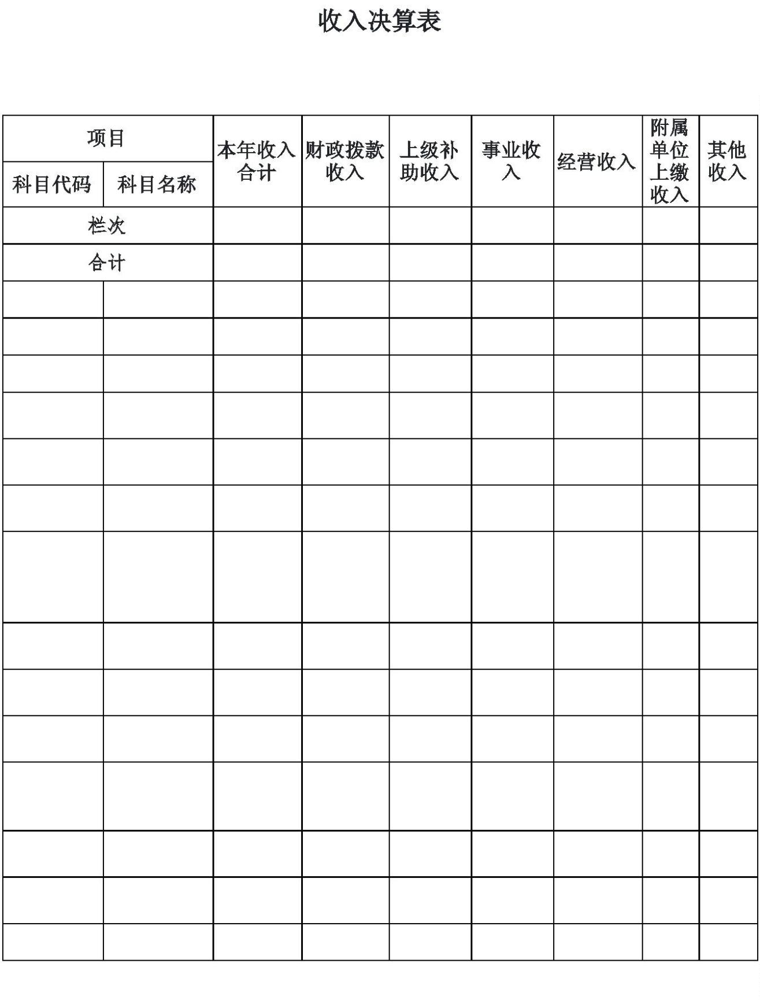 收入决算表
项目
本年收入
合计
财政拨款
收入
上级补
助收入
事业收
入
经营收入
附属
单位
上缴
收入
其他
收入
科目代码
科目名称
栏次
合计